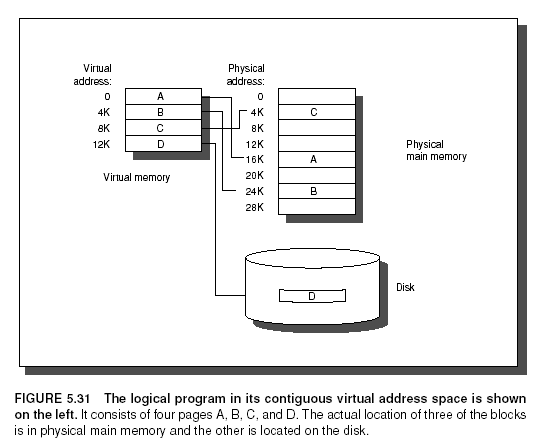 Virtual address:
Physical address:
0 A 0
4K B 4K C
8K C 8K
12K D 12K
16K A
20K
24K B
28K
Physical main memory
Virtual memory
Disk
D
FIGURE 5.31 The logical program in its contiguous virtual address space is shown
on the left. It consists of four pages A, B, C, and D. The actual location of three of the blocks
is in physical main memory and the other is located on the disk.